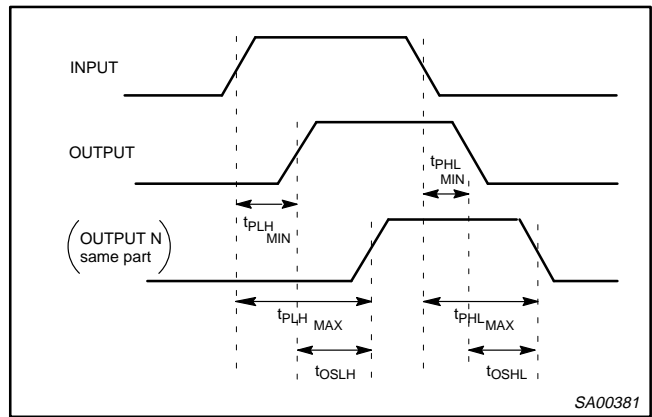 INPUT
OUTPUT
tPHL
MIN
tPLH
MIN
OUTPUT N
same part
tPLH MAX
tPHL MAX
tOSLH
tOSHL
SA00381